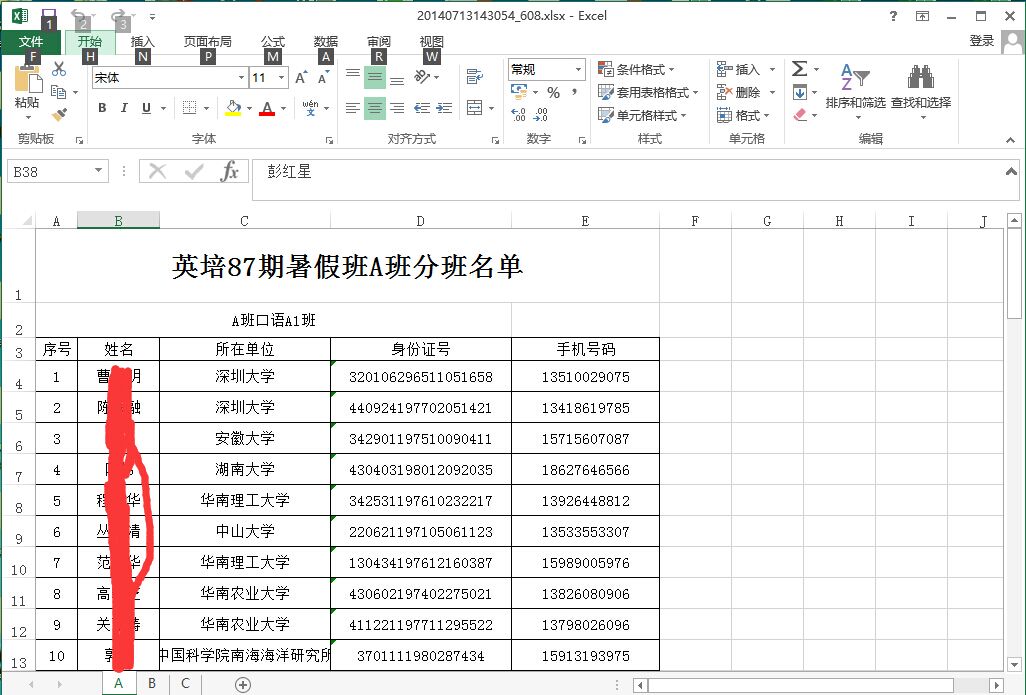 20140713143054_608.xlsx - Excel
1 2 3
文件 开始 插入 页面布局 公式 数据 审阅 视图 登录
F H N P M A R W
宋体 11 常规 条件格式 插入
粘贴 套用表格格式 删除 排序和筛选 查找和选择
B I U A wén 文 % 单元格样式 格式
剪贴板 字体 对齐方式 数字 样式 单元格 编辑
B38 fx 彭红星
A B C D E F G H I J
1 英培87期暑假班A班分班名单
2 A班口语A1班
3 序号 姓名 所在单位 身份证号 手机号码
4 1 曹 明 深圳大学 320106296511051658 13510029075
5 2 陈 融 深圳大学 440924197702051421 13418619785
6 3 安徽大学 342901197510090411 15715607087
7 4 湖南大学 430403198012092035 18627646566
8 5 程 华 华南理工大学 342531197610232217 13926448812
9 6 丛 清 中山大学 220621197105061123 13533553307
10 7 范 华 华南理工大学 130434197612160387 15989005976
11 8 高 华南农业大学 430602197402275021 13826080906
12 9 关 华南农业大学 411221197711295522 13798026096
13 10 郭 中国科学院南海海洋研究所 3701111980287434 15913193975
A B C